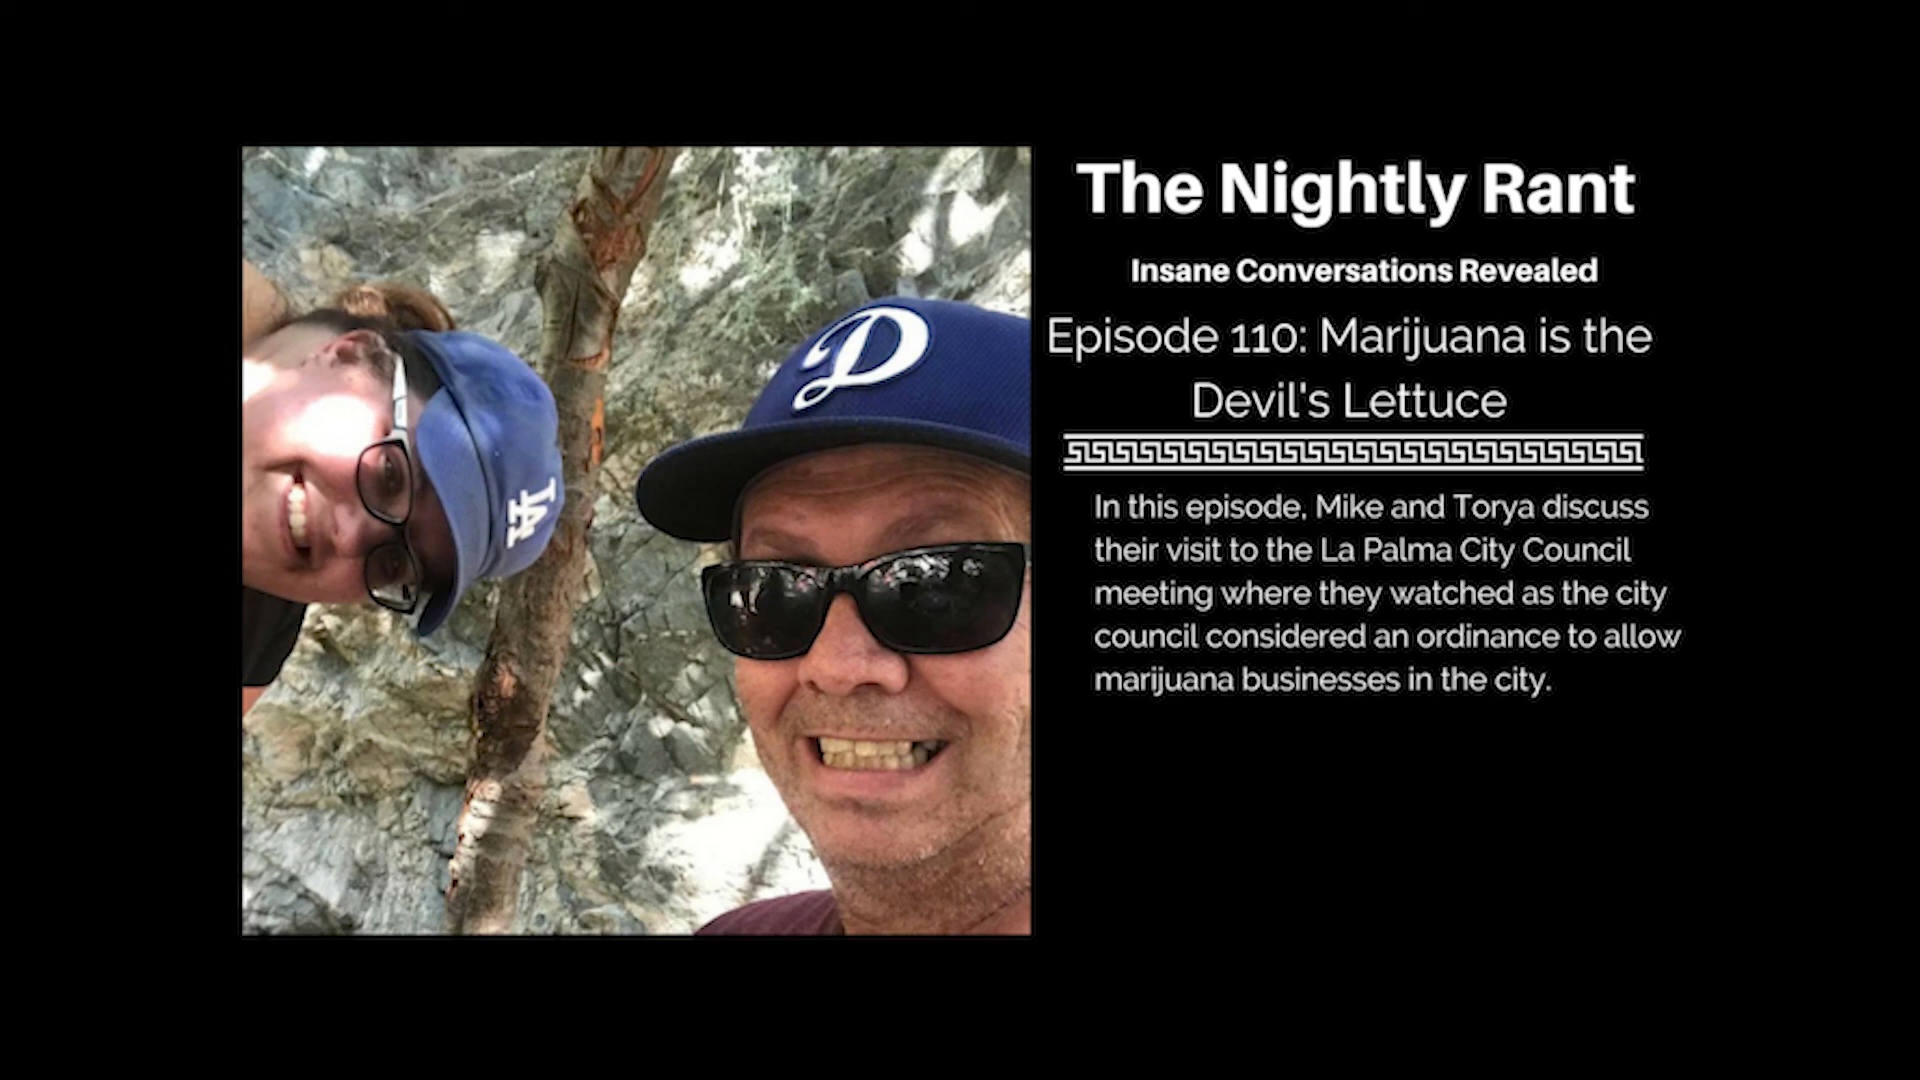 The Nightly Rant
Insane Conversations Revealed
Episode 110: Marijuana is the
Devil's Lettuce
In this episode, Mike and Torya discuss
their visit to the La Palma City Council
meeting where they watched as the city
council considered an ordinance to allow
marijuana businesses in the city.
D
LA